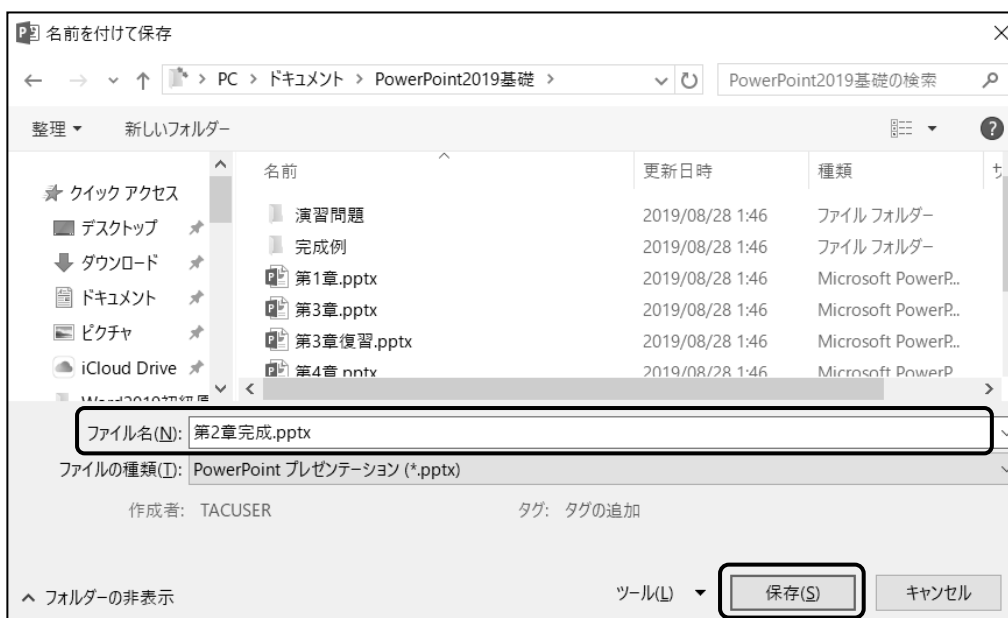 名前を付けて保存
PC > ドキュメント > PowerPoint2019基礎 >
PowerPoint2019基礎の検索
整理 新しいフォルダー
名前 更新日時 種類
クイック アクセス
デスクトップ
ダウンロード
ドキュメント
ピクチャ
iCloud Drive
演習問題 2019/08/28 1:46 ファイル フォルダー
完成例 2019/08/28 1:46 ファイル フォルダー
第1章.pptx 2019/08/28 1:46 Microsoft PowerP...
第3章.pptx 2019/08/28 1:46 Microsoft PowerP...
第3章復習.pptx 2019/08/28 1:46 Microsoft PowerP...
第4章.pptx 2019/08/28 1:46 Microsoft PowerP
ファイル名(N): 第2章完成.pptx
ファイルの種類(T): PowerPoint プレゼンテーション (*.pptx)
作成者: TACUSER タグ: タグの追加
フォルダーの非表示
ツール(L) 保存(S) キャンセル